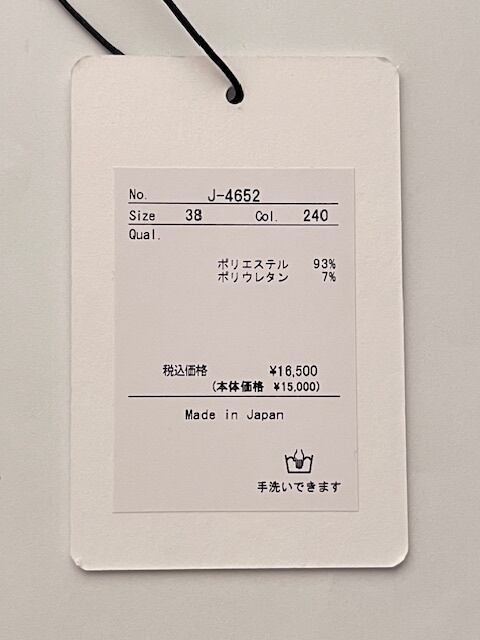 No. J-4652
Size 38 Col. 240
Qual.
ポリエステル 93%
ポリウレタン 7%
税込価格 ¥16,500
(本体価格 ¥15,000)
Made in Japan
手洗いできます